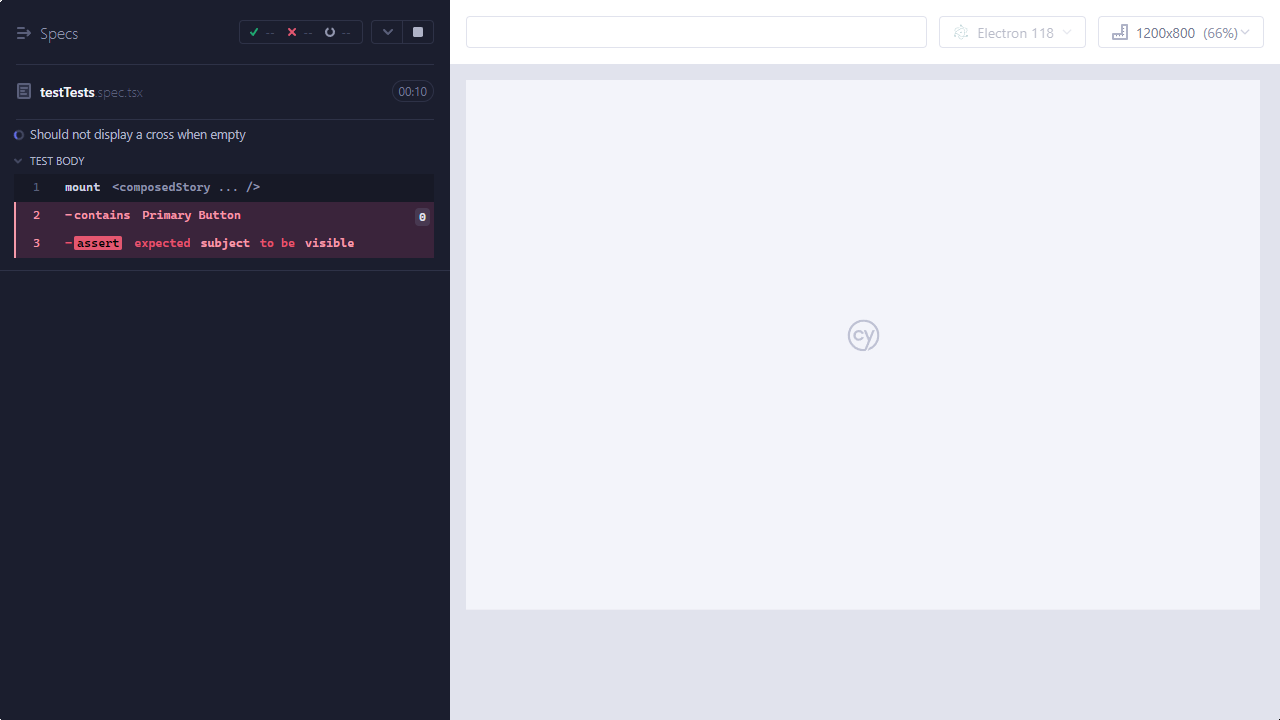 Specs
-- -- --
testTests spec.tsx 00:10
Should not display a cross when empty
TEST BODY
1 mount <composedStory ... />
2 -contains Primary Button 0
3 -assert expected subject to be visible
Electron 118
1200x800 (66%)
cy